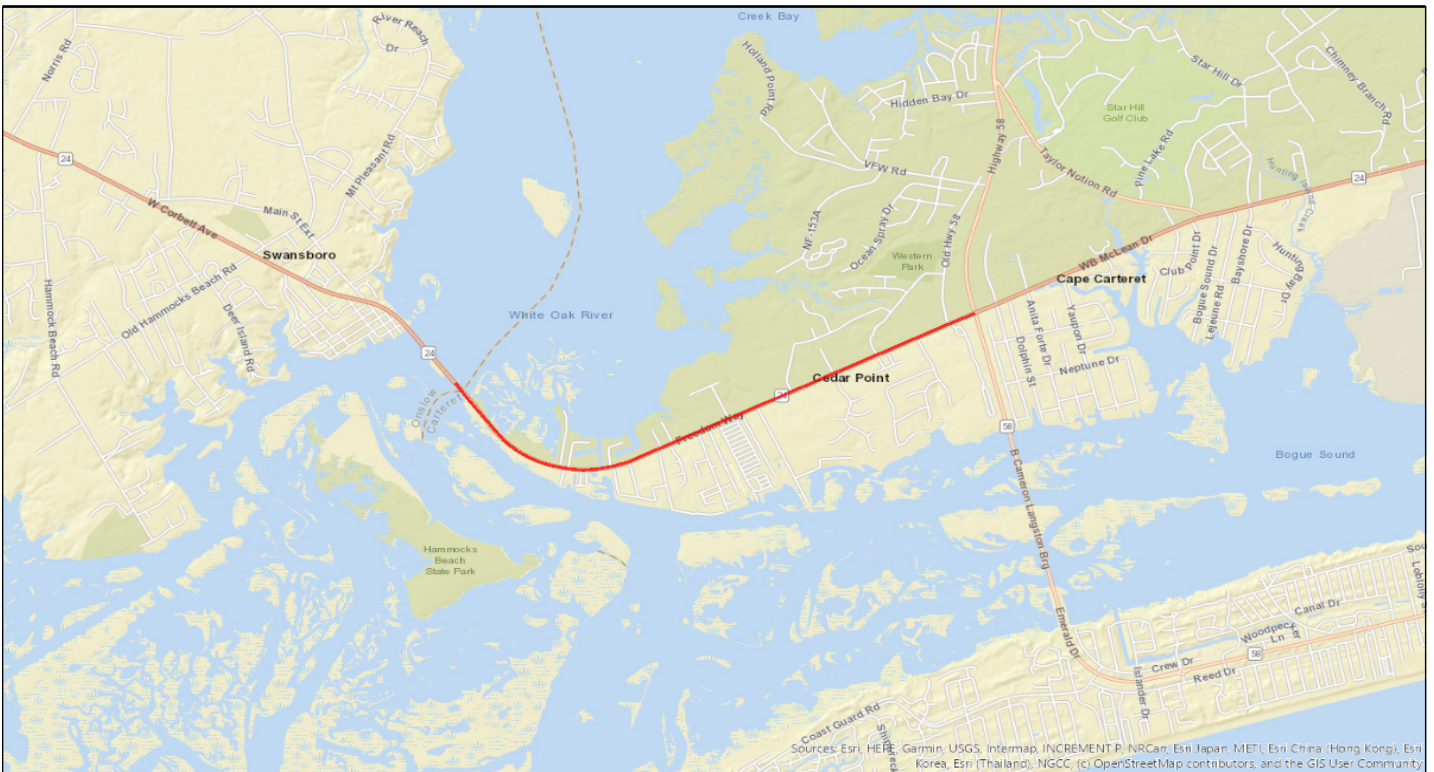 Creek Bay
River Reach
Dr
Norris Rd
Holland Point
Rd
Star Hill Dr
Chimney Branch Rd
Hidden Bay Dr
Star Hill
Golf Club
Highway 58
24
Mt Pleasant Rd
VFW Rd
Taylor Notion Rd
Pine Lake Rd
Hunting Island Creek
24
W Corbett Ave
Main St Ext
NF-153A
Ocean Spray Dr
Old Hwy 58
Western
Park
Swansboro
WB McLean Dr
Club Point Dr
Bogue Sound Dr
Lejeune Rd
Bayshore Dr
Hunting
Bay Dr
Cape Carteret
Old Hammocks Beach Rd
Hammock Beach Rd
Deer Island Rd
White Oak River
Anita Forte Dr
Dolphin St
Yaupon Dr
Neptune Dr
24
Cedar Point
24
Onslow
Carteret
Freedom Way
58
B Cameron Langston Brg
Bogue Sound
Hammocks
Beach
State Park
Emerald Dr
Canal Dr
Woodpecker
Ln
58
Crew Dr
Reed Dr
Islander Dr
Coast Guard Rd
Sources: Esri, HERE, Garmin, USGS, Intermap, INCREMENT P, NRCan, Esri Japan, METI, Esri China (Hong Kong), Esri
Korea, Esri (Thailand), NGCC, (c) OpenStreetMap contributors, and the GIS User Community